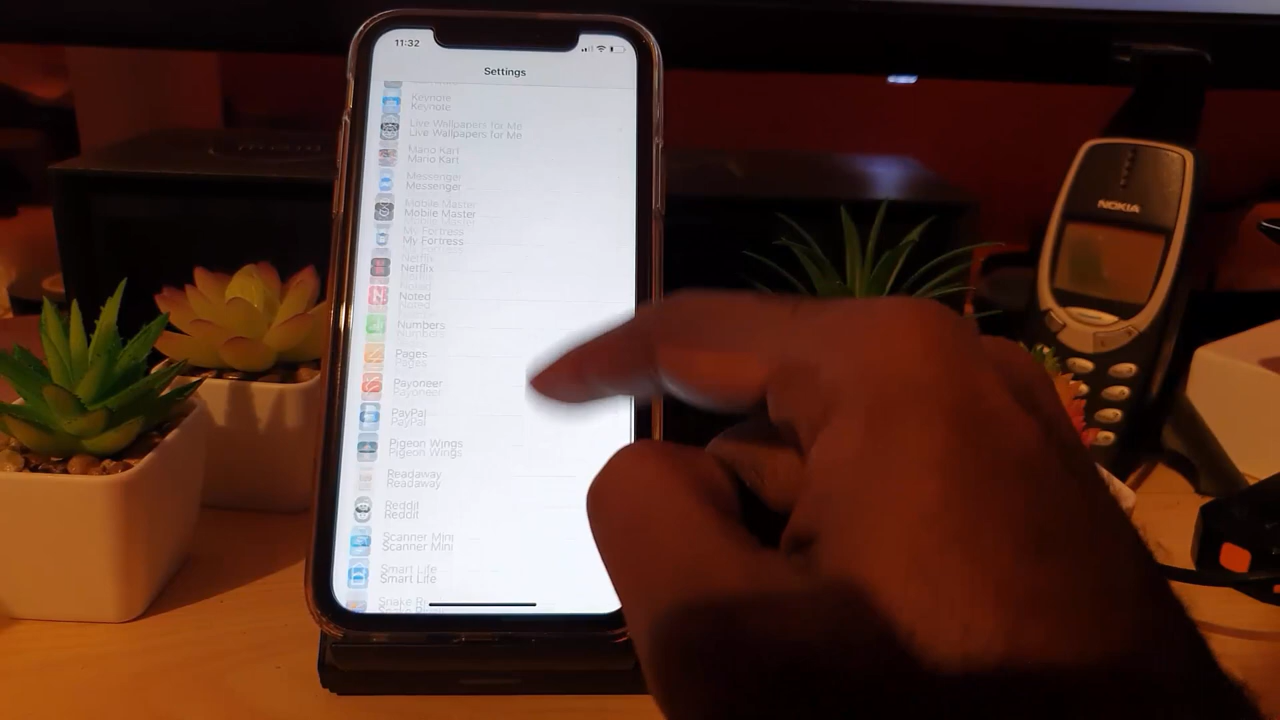 11:32
Settings
Keynote
Live Wallpapers for Me
Mario Kart
Messenger
Mobile Master
My Fortress
Netflix
Noted
Numbers
Pages
Payoneer
PayPal
Pigeon Wings
Readaway
Reddit
Scanner Mini
Smart Life
Snake
NOKIA